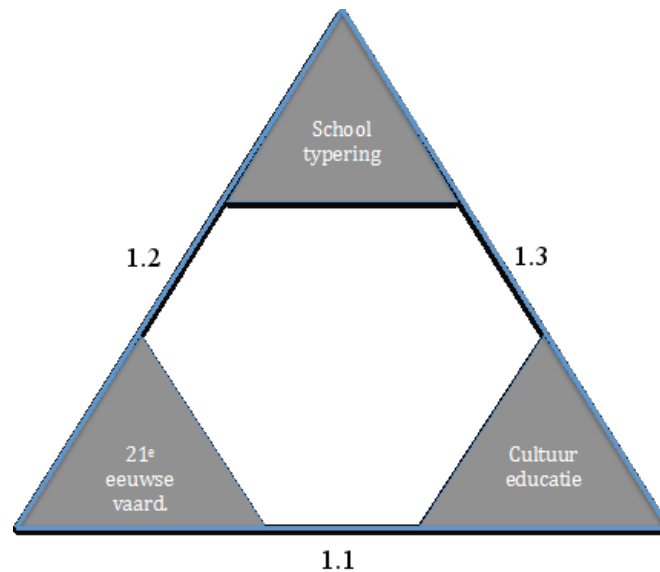 School
typering
1.2
1.3
21e
eeuwse
vaard.
Cultuur
educatie
1.1